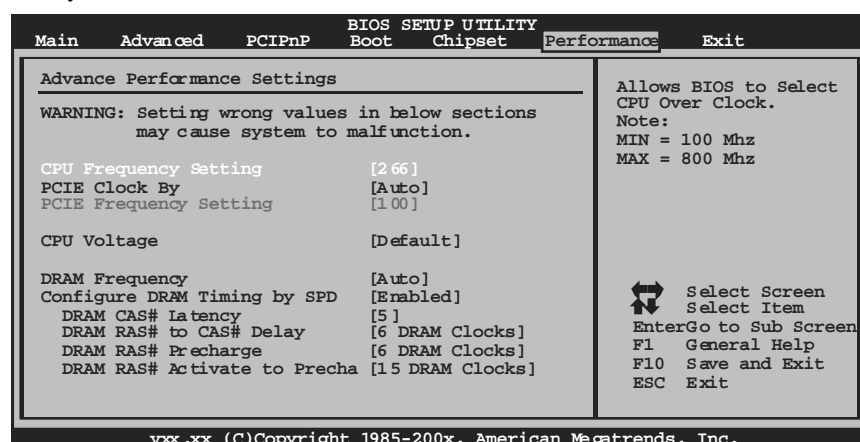 BIOS SETUP UTILITY
Main Advanced PCIPnP Boot Chipset Performance Exit
Advance Performance Settings
WARNING: Setting wrong values in below sections
may cause system to malfunction.
CPU Frequency Setting [266]
PCIE Clock By [Auto]
PCIE Frequency Setting [100]
CPU Voltage [Default]
DRAM Frequency [Auto]
Configure DRAM Timing by SPD [Enabled]
DRAM CAS# Latency [5]
DRAM RAS# to CAS# Delay [6 DRAM Clocks]
DRAM RAS# Precharge [6 DRAM Clocks]
DRAM RAS# Activate to Precha [15 DRAM Clocks]
Allows BIOS to Select
CPU Over Clock.
Note:
MIN = 100 Mhz
MAX = 800 Mhz
Select Screen
Select Item
EnterGo to Sub Screen
F1 General Help
F10 Save and Exit
ESC Exit
vxx.xx (C)Copyright 1985-200x, American Megatrends, Inc.